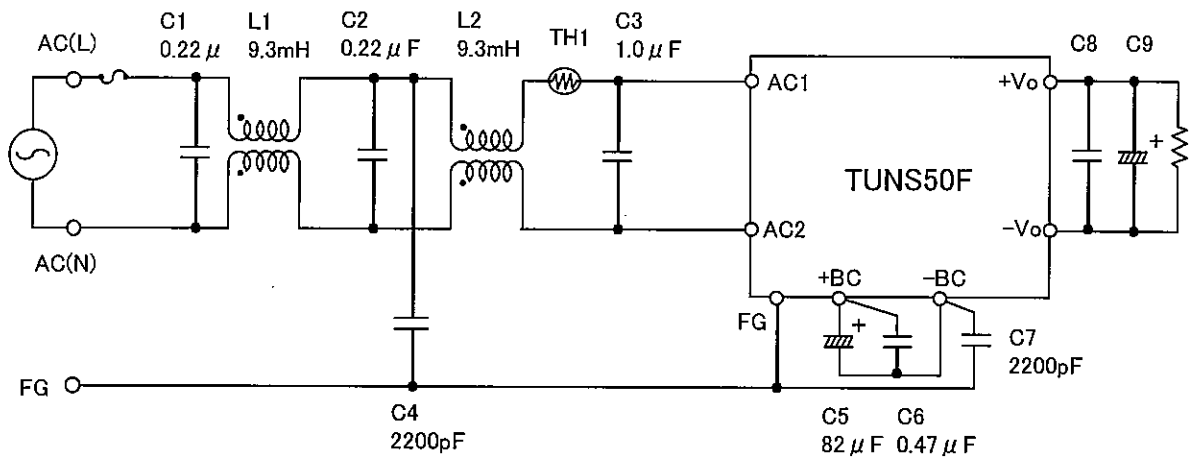 C1
0.22μ
L1
9.3mH
C2
0.22μF
L2
9.3mH
TH1
C3
1.0μF
C8
C9
AC(L)
AC1
+Vo
+
TUNS50F
AC2
-Vo
AC(N)
+BC
-BC
FG
+
C7
2200pF
FG
C4
2200pF
C5
82μF
C6
0.47μF